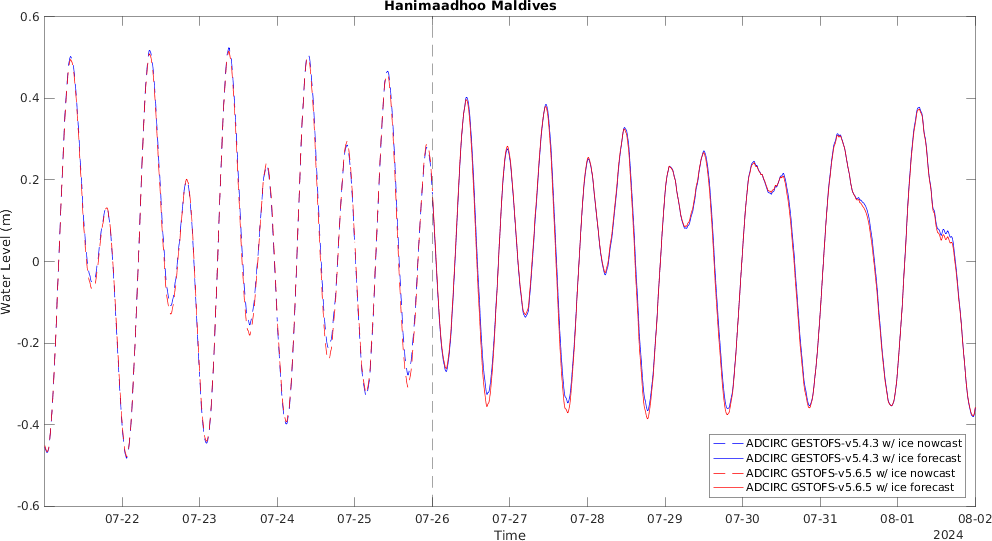 Hanimaadhoo Maldives
0.6
0.4
0.2
0
-0.2
-0.4
-0.6
Water Level (m)
ADCIRC GESTOFS-v5.4.3 w/ ice nowcast
ADCIRC GESTOFS-v5.4.3 w/ ice forecast
ADCIRC GSTOFS-v5.6.5 w/ ice nowcast
ADCIRC GSTOFS-v5.6.5 w/ ice forecast
07-22 07-23 07-24 07-25 07-26 07-27 07-28 07-29 07-30 07-31 08-01 08-02
Time
2024